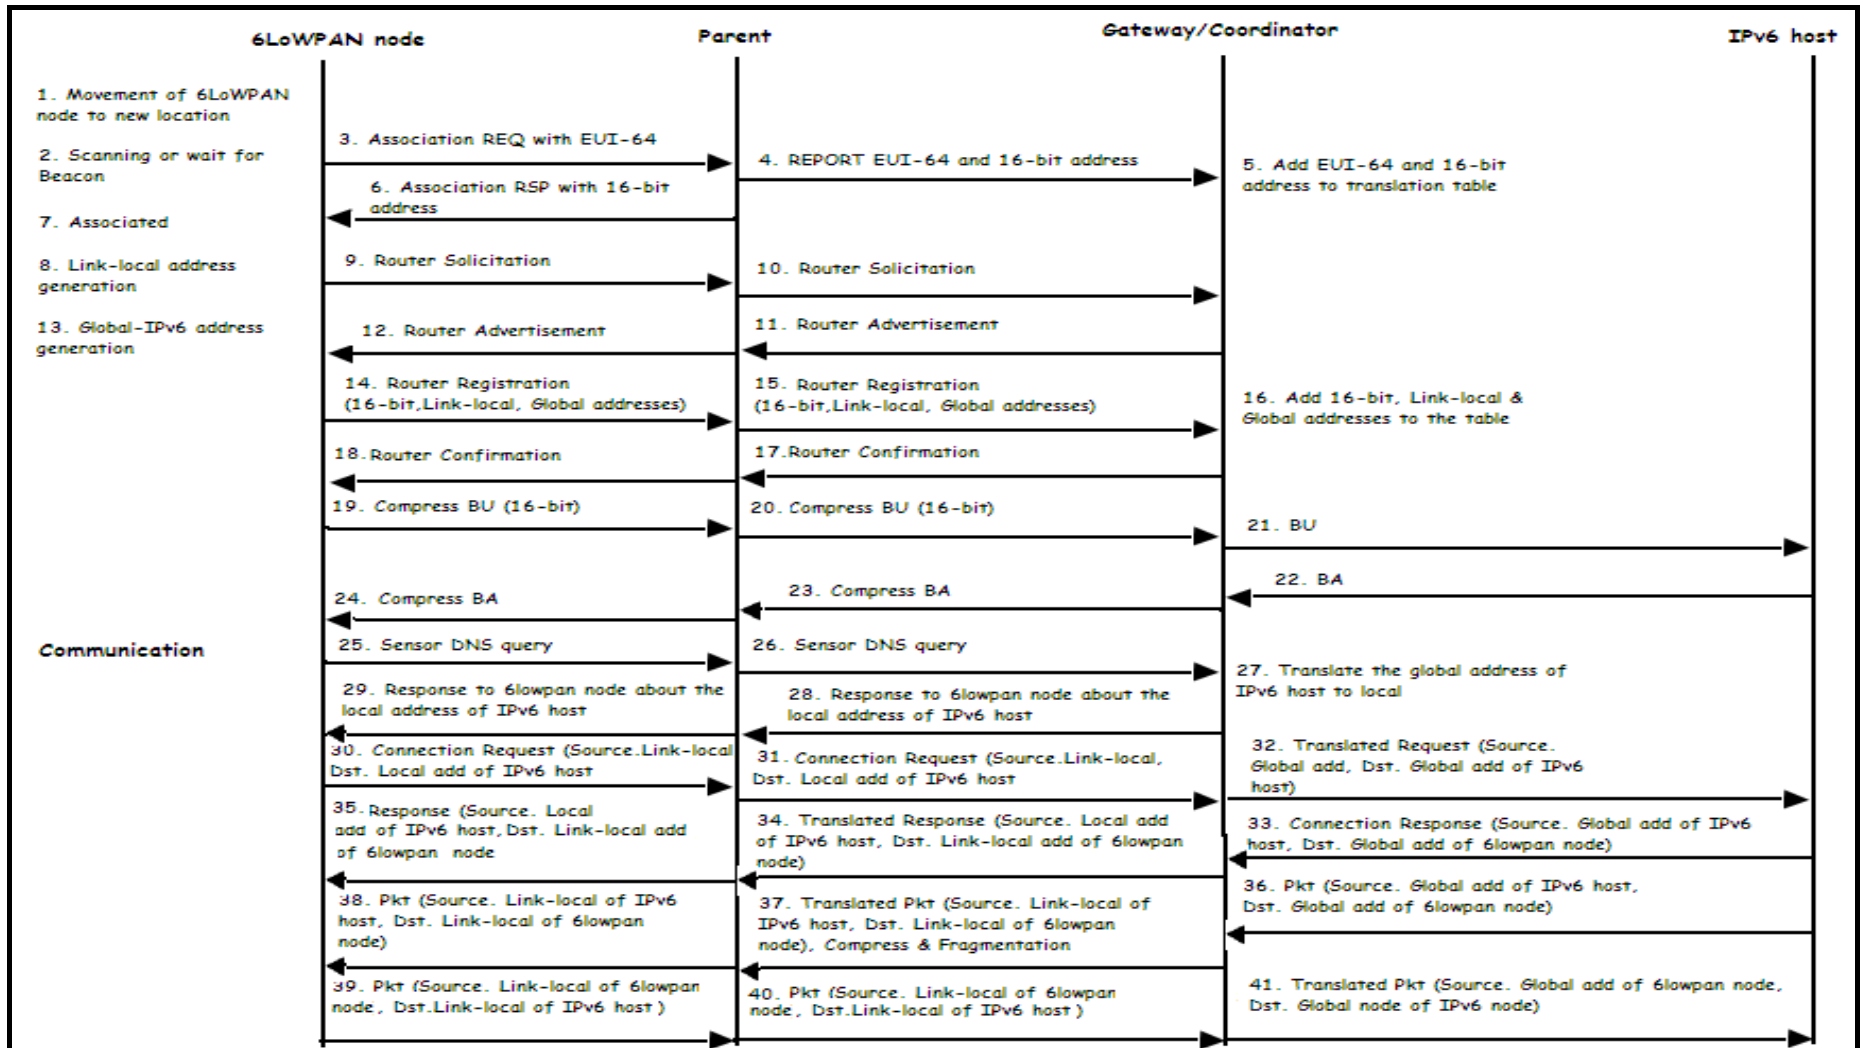 6LoWPAN node
Parent
Gateway/Coordinator
IPv6 host
1. Movement of 6LoWPAN
node to new location
2. Scanning or wait for
Beacon
3. Association REQ with EUI-64
4. REPORT EUI-64 and 16-bit address
5. Add EUI-64 and 16-bit
address to translation table
6. Association RSP with 16-bit
address
7. Associated
8. Link-local address
generation
9. Router Solicitation
10. Router Solicitation
11. Router Advertisement
12. Router Advertisement
13. Global-IPv6 address
generation
14. Router Registration
(16-bit,Link-local, Global addresses)
15. Router Registration
(16-bit,Link-local, Global addresses)
16. Add 16-bit, Link-local &
Global addresses to the table
17.Router Confirmation
18.Router Confirmation
19. Compress BU (16-bit)
20. Compress BU (16-bit)
21. BU
22. BA
23. Compress BA
24. Compress BA
Communication
25. Sensor DNS query
26. Sensor DNS query
27. Translate the global address of
IPv6 host to local
28. Response to 6lowpan node about the
local address of IPv6 host
29. Response to 6lowpan node about the
local address of IPv6 host
30. Connection Request (Source.Link-local
Dst. Local add of IPv6 host
31. Connection Request (Source.Link-local,
Dst. Local add of IPv6 host
32. Translated Request (Source.
Global add, Dst. Global add of IPv6
host)
33. Connection Response (Source. Global add of IPv6
host, Dst. Global add of 6lowpan node)
34. Translated Response (Source. Local add
of IPv6 host, Dst. Link-local add of 6lowpan
node)
35. Response (Source. Local
add of IPv6 host, Dst. Link-local add
of 6lowpan node
36. Pkt (Source. Global add of IPv6 host,
Dst. Global add of 6lowpan node)
37. Translated Pkt (Source. Link-local of
IPv6 host, Dst. Link-local of 6lowpan
node), Compress & Fragmentation
38. Pkt (Source. Link-local of IPv6
host, Dst. Link-local of 6lowpan
node)
39. Pkt (Source. Link-local of 6lowpan
node, Dst.Link-local of IPv6 host )
40. Pkt (Source. Link-local of 6lowpan
node, Dst.Link-local of IPv6 host )
41. Translated Pkt (Source. Global add of 6lowpan node,
Dst. Global node of IPv6 node)